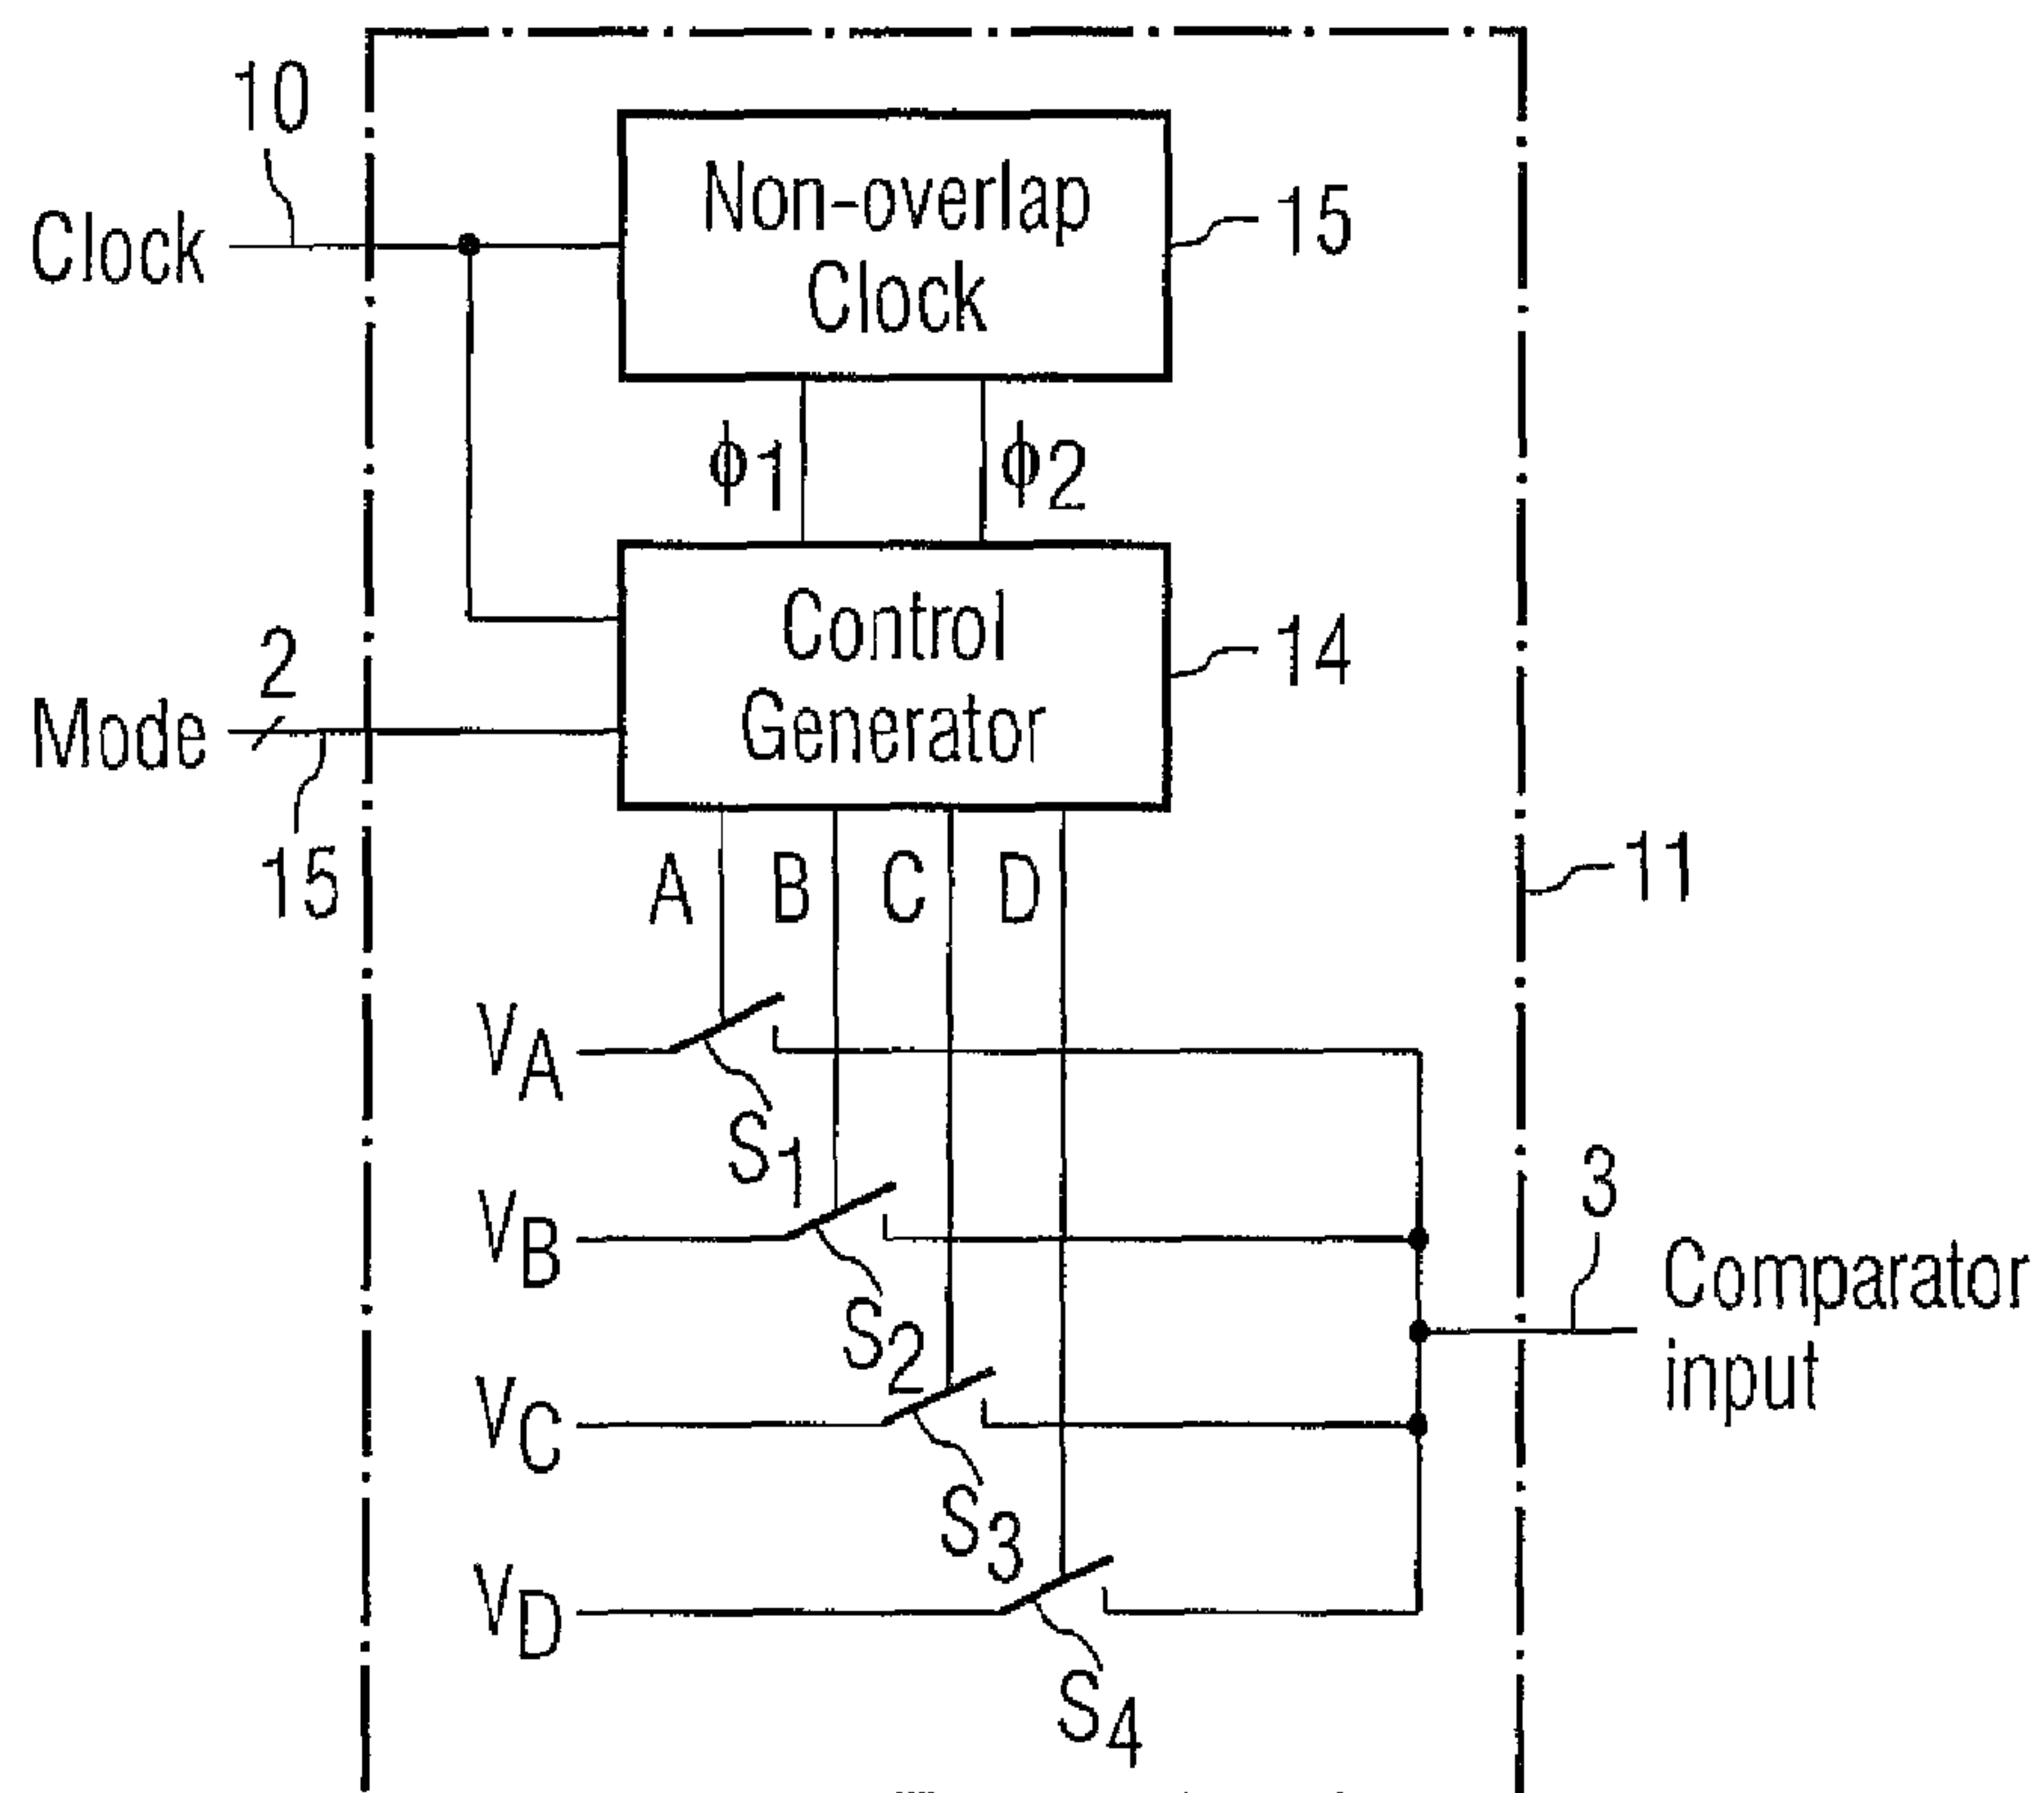 10
Clock
Non-overlap
Clock
15
ϕ1
ϕ2
Control
Generator
14
2
Mode
15
A B C D
11
VA
S1
VB
S2
3
Comparator
input
VC
S3
VD
S4